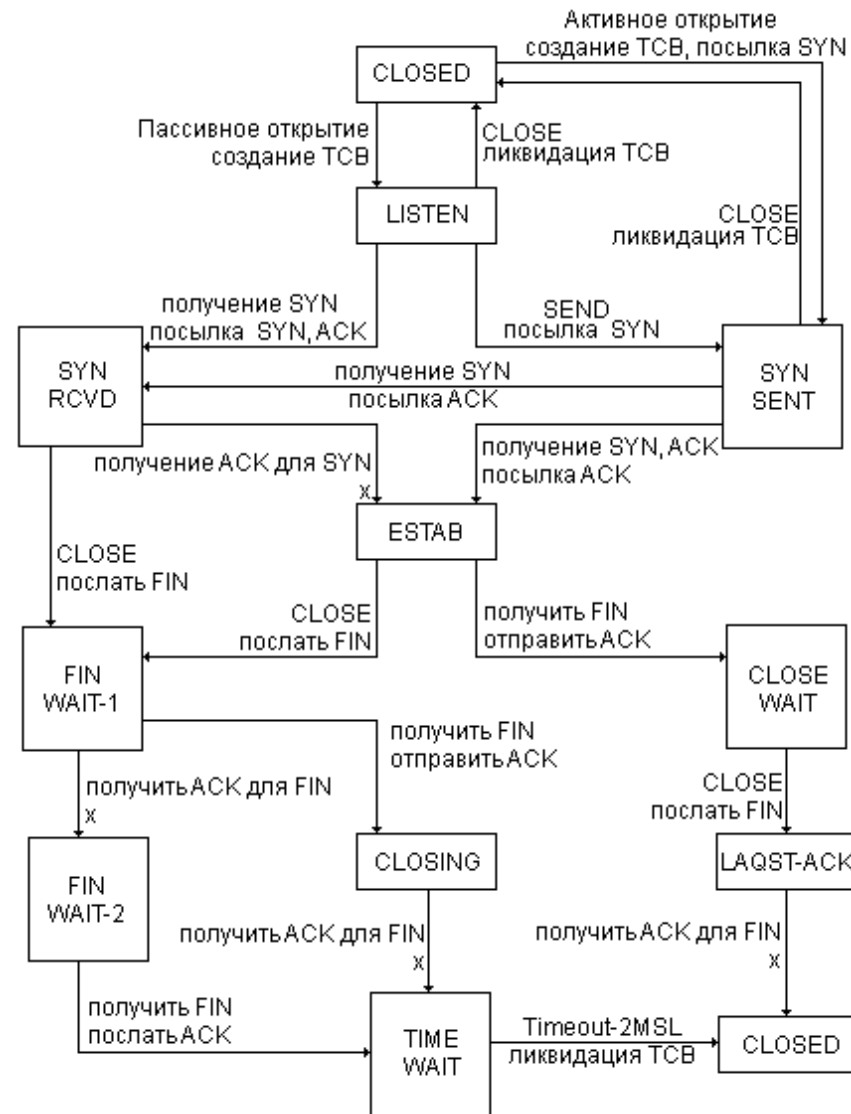 Активное открытие
создание TCB, посылка SYN
CLOSED
Пассивное открытие
создание TCB
CLOSE
ликвидация TCB
LISTEN
CLOSE
ликвидация TCB
получение SYN
посылка SYN, ACK
SEND
посылка SYN
SYN
RCVD
получение SYN
посылка ACK
SYN
SENT
получение ACK для SYN
x
получение SYN, ACK
посылка ACK
ESTAB
CLOSE
послать FIN
CLOSE
послать FIN
получить FIN
отправить ACK
FIN
WAIT-1
CLOSE
WAIT
получить FIN
отправить ACK
получить ACK для FIN
x
CLOSE
послать FIN
FIN
WAIT-2
CLOSING
LAQST-ACK
получить ACK для FIN
x
получить ACK для FIN
x
получить FIN
послать ACK
TIME
WAIT
Timeout-2MSL
ликвидация TCB
CLOSED